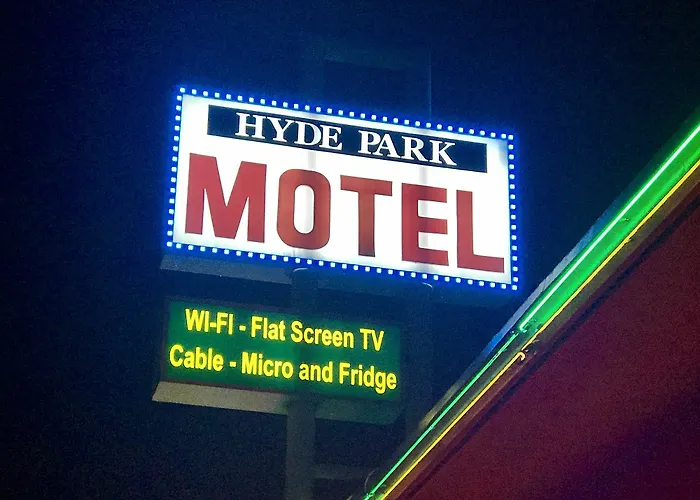 HYDE PARK
MOTEL
WI-FI - Flat Screen TV
Cable - Micro and Fridge